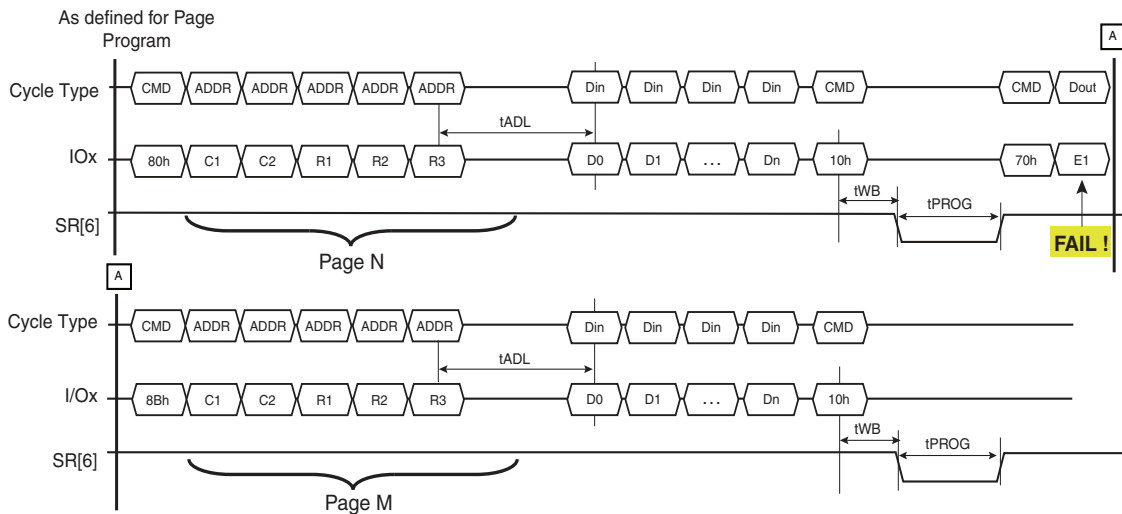 As defined for Page
Program
A
Cycle Type CMD ADDR ADDR ADDR ADDR ADDR Din Din Din Din CMD CMD Dout
tADL
IOx 80h C1 C2 R1 R2 R3 D0 D1 ... Dn 10h 70h E1
tWB tPROG
SR[6]
FAIL !
Page N
A
Cycle Type CMD ADDR ADDR ADDR ADDR ADDR Din Din Din Din CMD
tADL
I/Ox 8Bh C1 C2 R1 R2 R3 D0 D1 ... Dn 10h
tWB tPROG
SR[6]
Page M